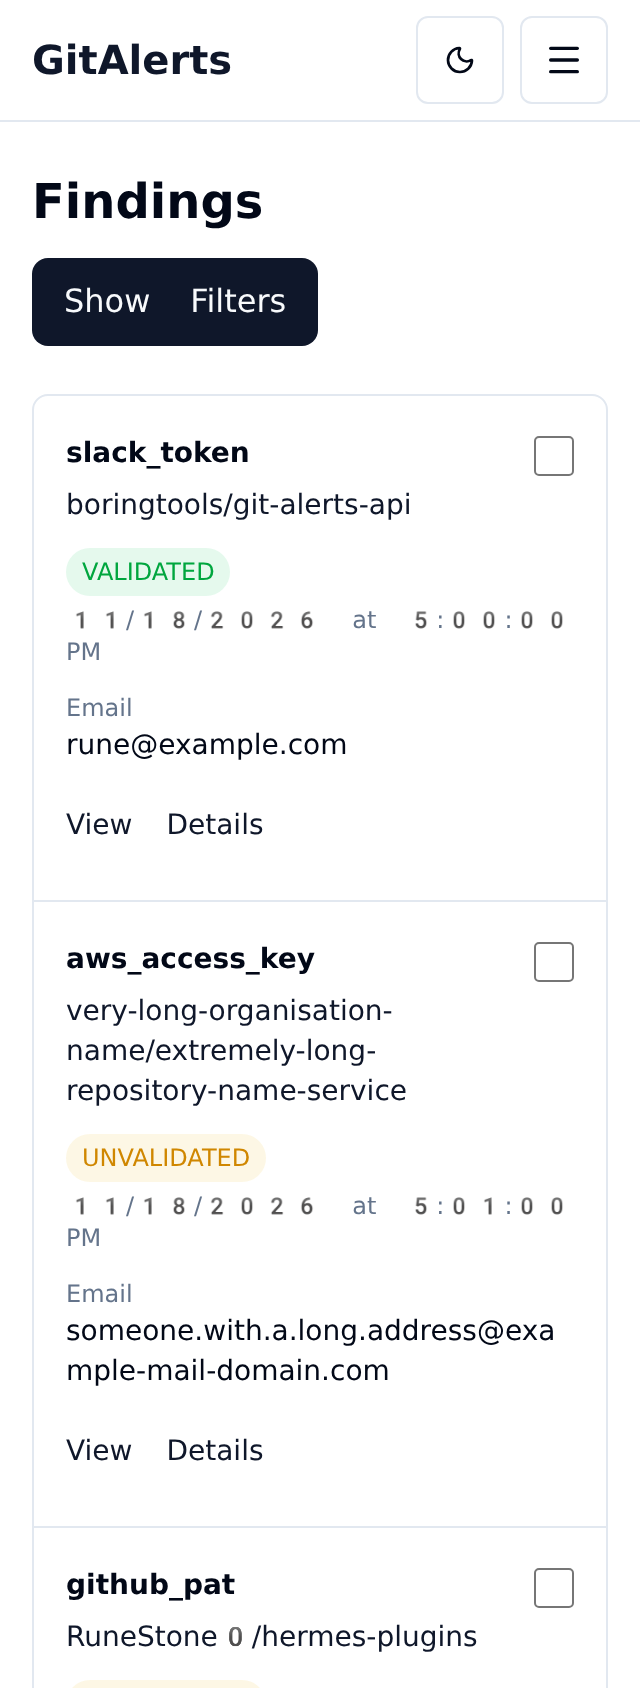 GitAlerts
Findings
Show Filters
slack_token
boringtools/git-alerts-api
VALIDATED
11/18/2026 at 5:00:00
PM
Email
rune@example.com
View Details
aws_access_key
very-long-organisation-
name/extremely-long-
repository-name-service
UNVALIDATED
11/18/2026 at 5:01:00
PM
Email
someone.with.a.long.address@exa
mple-mail-domain.com
View Details
github_pat
RuneStone0/hermes-plugins